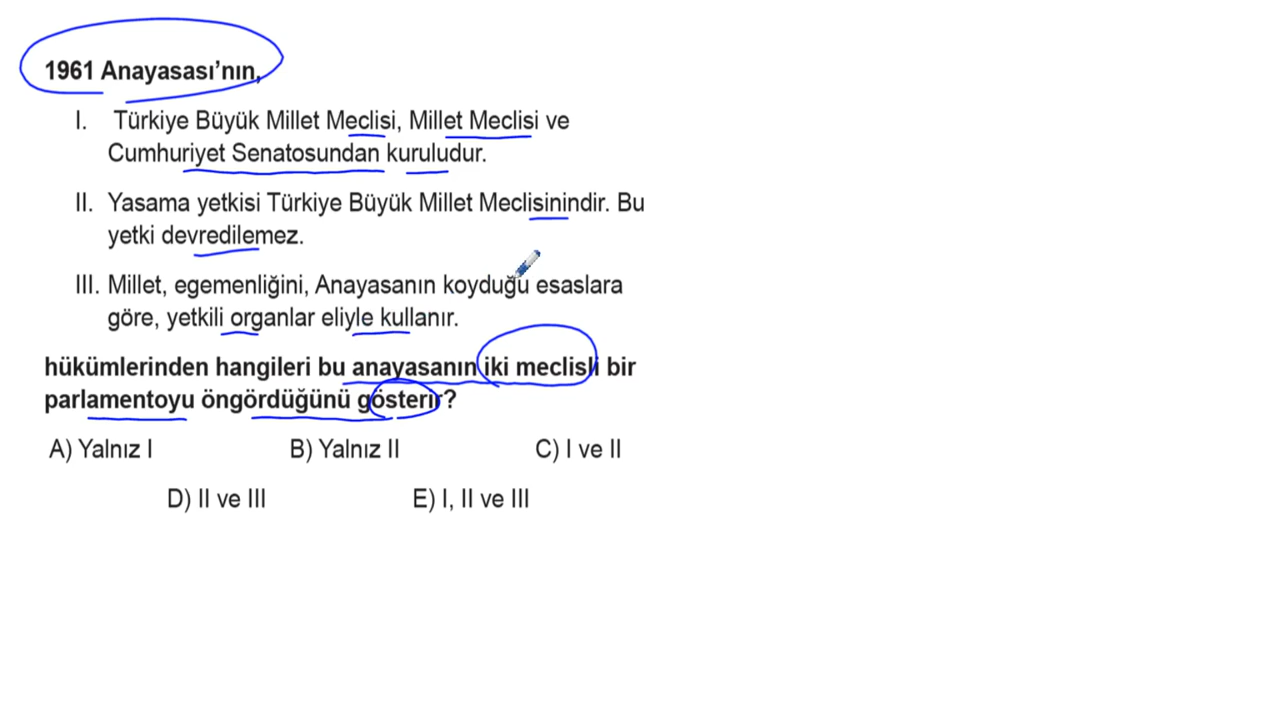 1961 Anayasası’nın,
I. Türkiye Büyük Millet Meclisi, Millet Meclisi ve
Cumhuriyet Senatosundan kuruludur.
II. Yasama yetkisi Türkiye Büyük Millet Meclisinindir. Bu
yetki devredilemez.
III. Millet, egemenliğini, Anayasanın koyduğu esaslara
göre, yetkili organlar eliyle kullanır.
hükümlerinden hangileri bu anayasanın iki meclisli bir
parlamentoyu öngördüğünü gösterir?
A) Yalnız I B) Yalnız II C) I ve II
D) II ve III E) I, II ve III